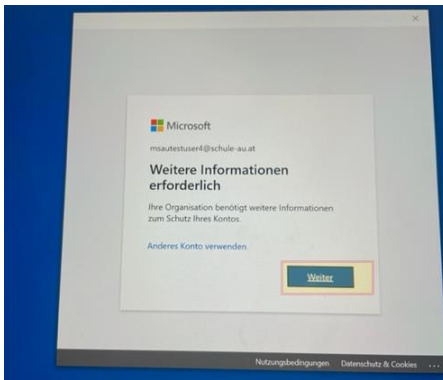 Microsoft
msautestuser4@schule-au.at
Weitere Informationen
erforderlich
Ihre Organisation benötigt weitere Informationen
zum Schutz Ihres Kontos.
Anderes Konto verwenden
Weiter
Nutzungsbedingungen Datenschutz & Cookies ...